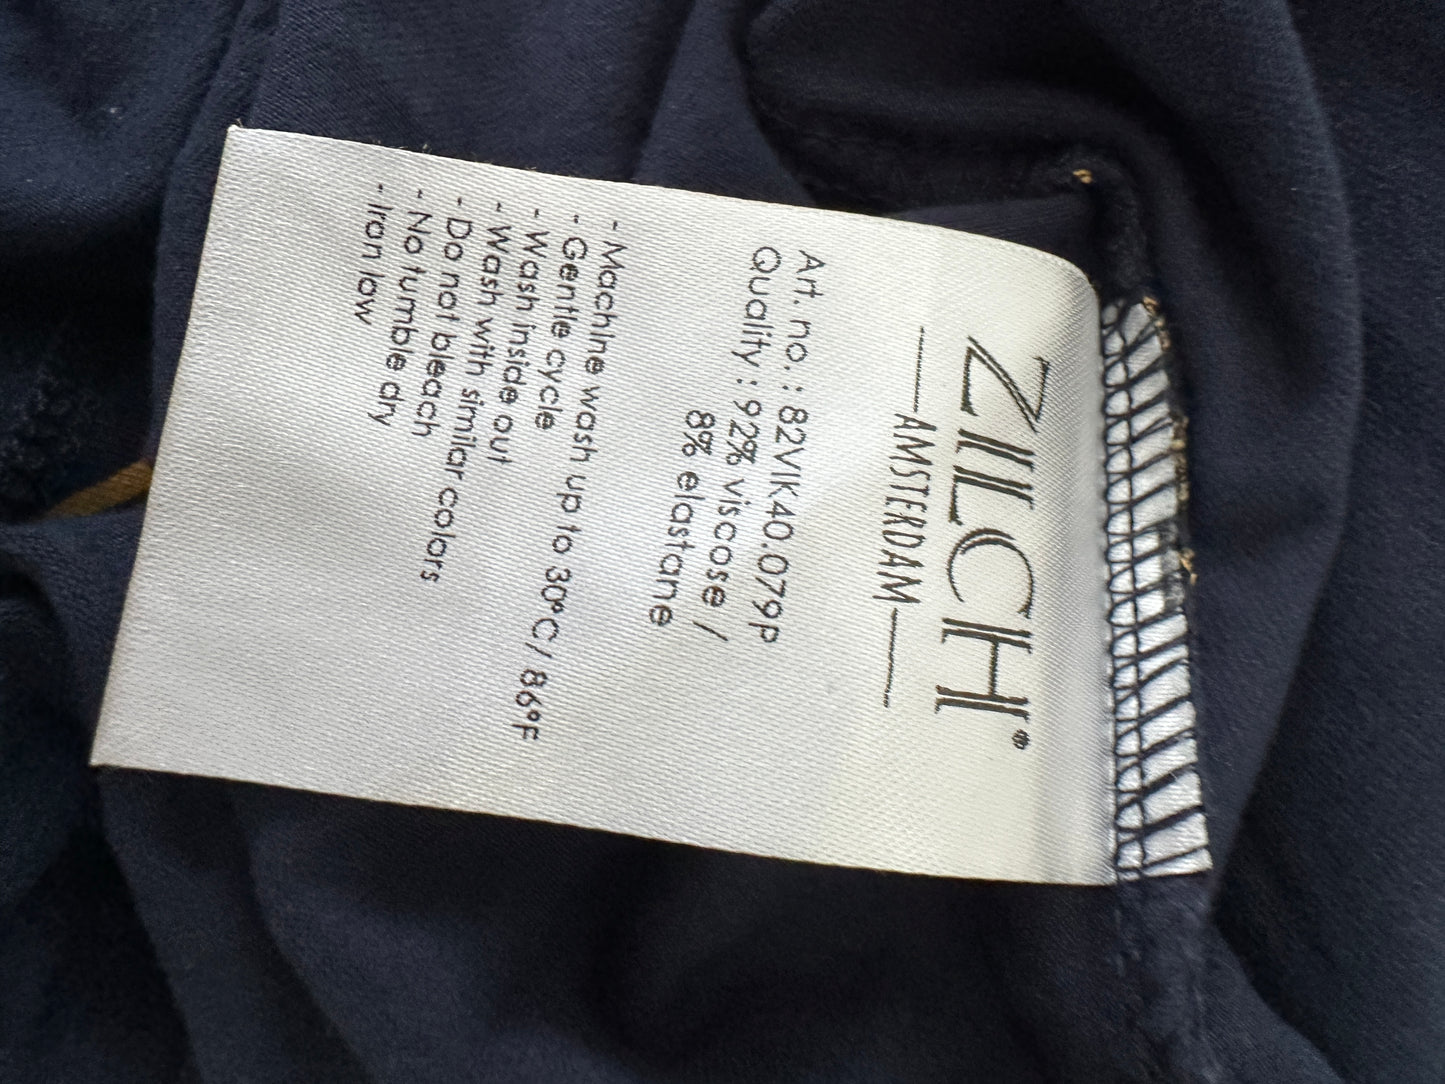 ZILCH®
AMSTERDAM
Art. no. : 82VIK40.079p
Quality : 92% viscose /
8% elastane
- Machine wash up to 30°C / 86°F
- Gentle cycle
- Wash inside out
- Wash with similar colors
- Do not bleach
- No tumble dry
- Iron low